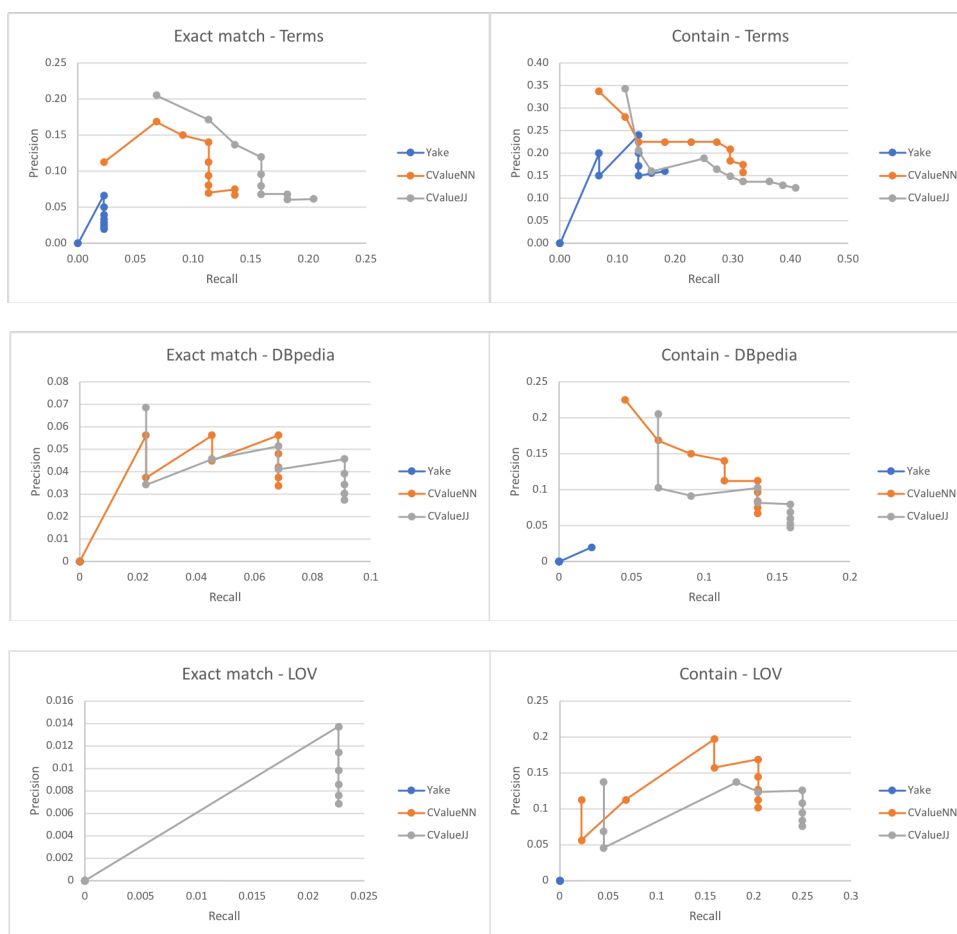 Exact match - Terms
0.25
0.20
0.15
0.10
0.05
0.00
Precision
0.00 0.05 0.10 0.15 0.20 0.25
Recall
Yake
CValueNN
CValueJJ
Contain - Terms
0.40
0.35
0.30
0.25
0.20
0.15
0.10
0.05
0.00
Precision
0.00 0.10 0.20 0.30 0.40 0.50
Recall
Yake
CValueNN
CValueJJ
Exact match - DBpedia
0.08
0.07
0.06
0.05
0.04
0.03
0.02
0.01
0
Precision
0 0.02 0.04 0.06 0.08 0.1
Recall
Yake
CValueNN
CValueJJ
Contain - DBpedia
0.25
0.2
0.15
0.1
0.05
0
Precision
0 0.05 0.1 0.15 0.2
Recall
Yake
CValueNN
CValueJJ
Exact match - LOV
0.016
0.014
0.012
0.01
0.008
0.006
0.004
0.002
0
Precision
0 0.005 0.01 0.015 0.02 0.025
Recall
Yake
CValueNN
CValueJJ
Contain - LOV
0.25
0.2
0.15
0.1
0.05
0
Precision
0 0.05 0.1 0.15 0.2 0.25 0.3
Recall
Yake
CValueNN
CValueJJ